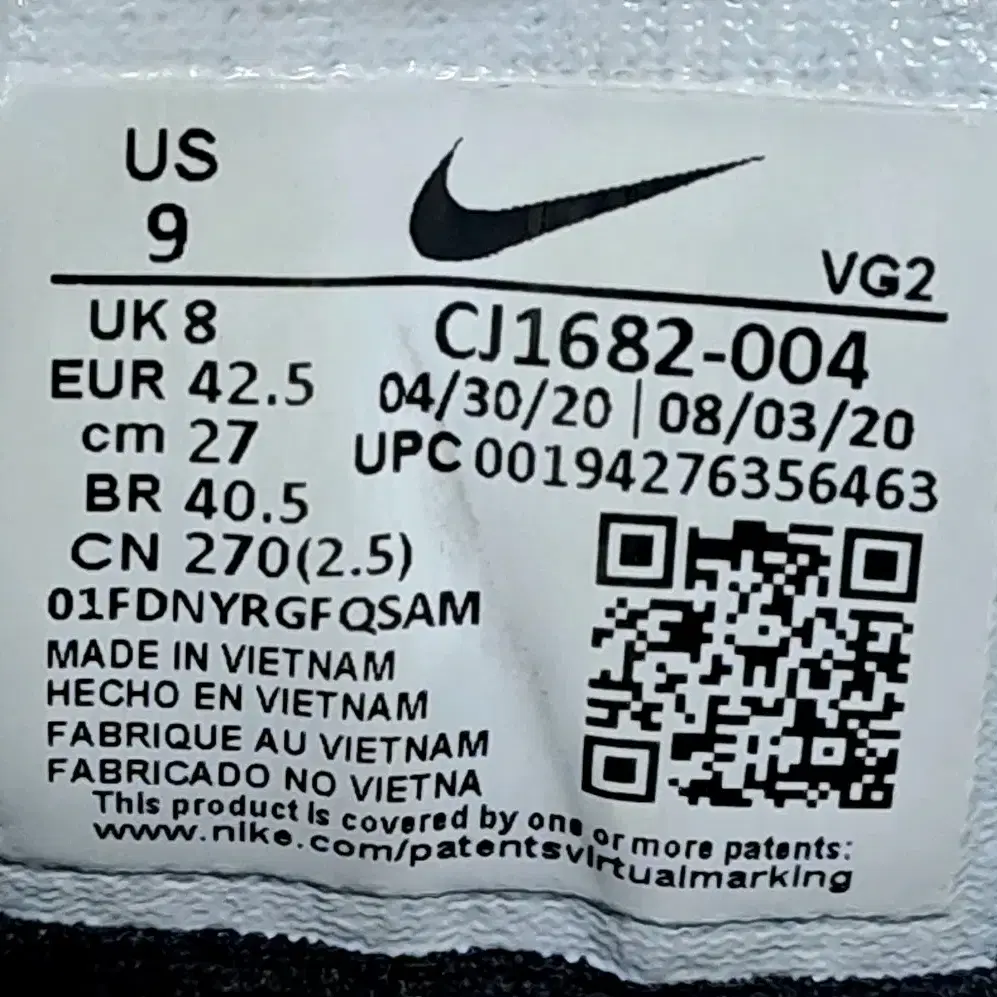 US
9
VG2
UK 8
EUR 42.5
cm 27
BR 40.5
CN 270(2.5)
CJ1682-004
04/30/20 | 08/03/20
UPC 00194276356463
01FDNYRGFQSAM
MADE IN VIETNAM
HECHO EN VIETNAM
FABRIQUE AU VIETNAM
FABRICADO NO VIETNA
This product is covered by one or more patents:
www.nike.com/patentsvirtualmarking